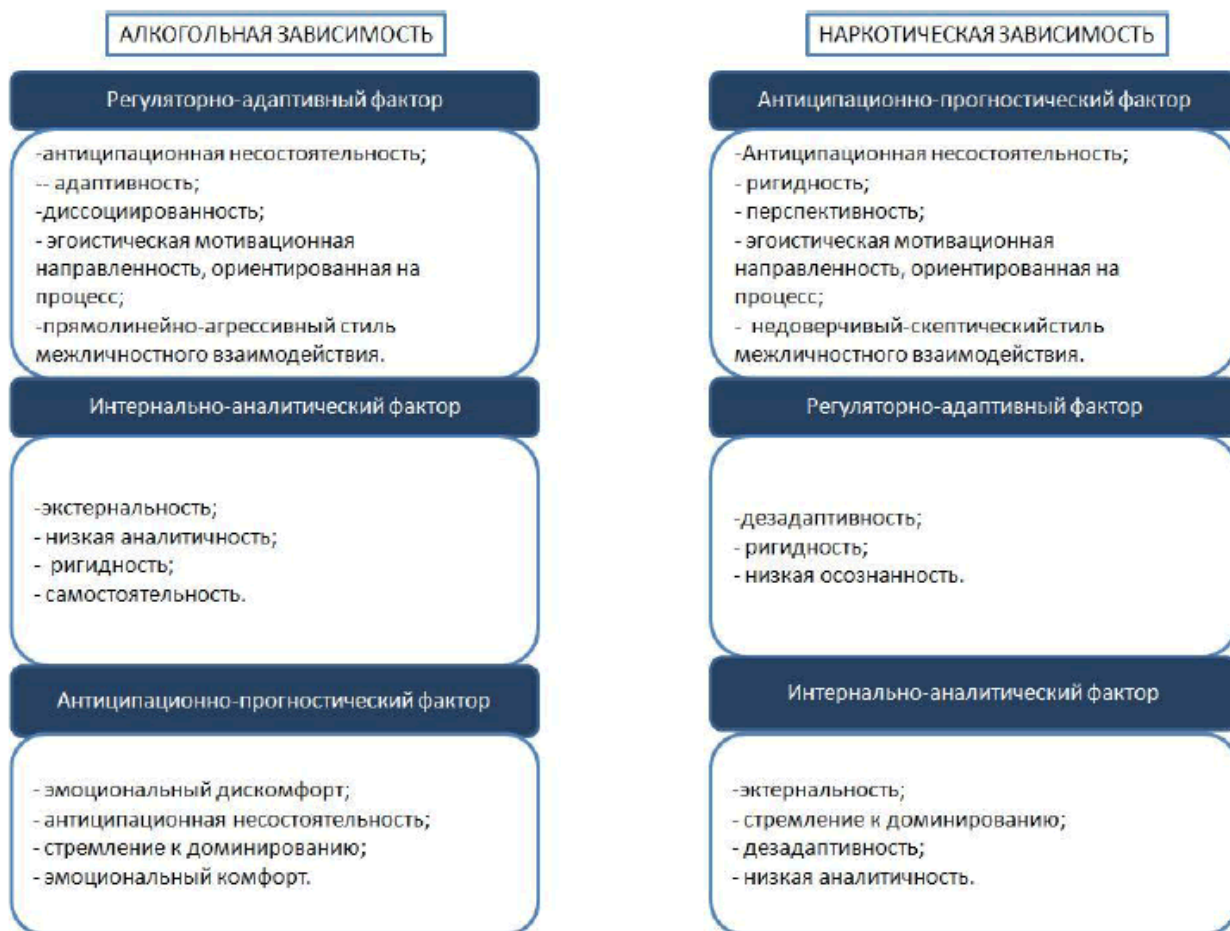 АЛКОГОЛЬНАЯ ЗАВИСИМОСТЬ
Регуляторно-адаптивный фактор
-антиципационная несостоятельность;
-- адаптивность;
-диссоциированность;
- эгоистическая мотивационная
направленность, ориентированная на
процесс;
-прямолинейно-агрессивный стиль
межличностного взаимодействия.
Интернально-аналитический фактор
-экстернальность;
- низкая аналитичность;
- ригидность;
- самостоятельность.
Антиципационно-прогностический фактор
- эмоциональный дискомфорт;
- антиципационная несостоятельность;
- стремление к доминированию;
- эмоциональный комфорт.
НАРКОТИЧЕСКАЯ ЗАВИСИМОСТЬ
Антиципационно-прогностический фактор
-Антиципационная несостоятельность;
- ригидность;
- перспективность;
- эгоистическая мотивационная
направленность, ориентированная на
процесс;
- недоверчивый-скептическийстиль
межличностного взаимодействия.
Регуляторно-адаптивный фактор
-дезадаптивность;
- ригидность;
- низкая осознанность.
Интернально-аналитический фактор
-эктернальность;
- стремление к доминированию;
- дезадаптивность;
- низкая аналитичность.